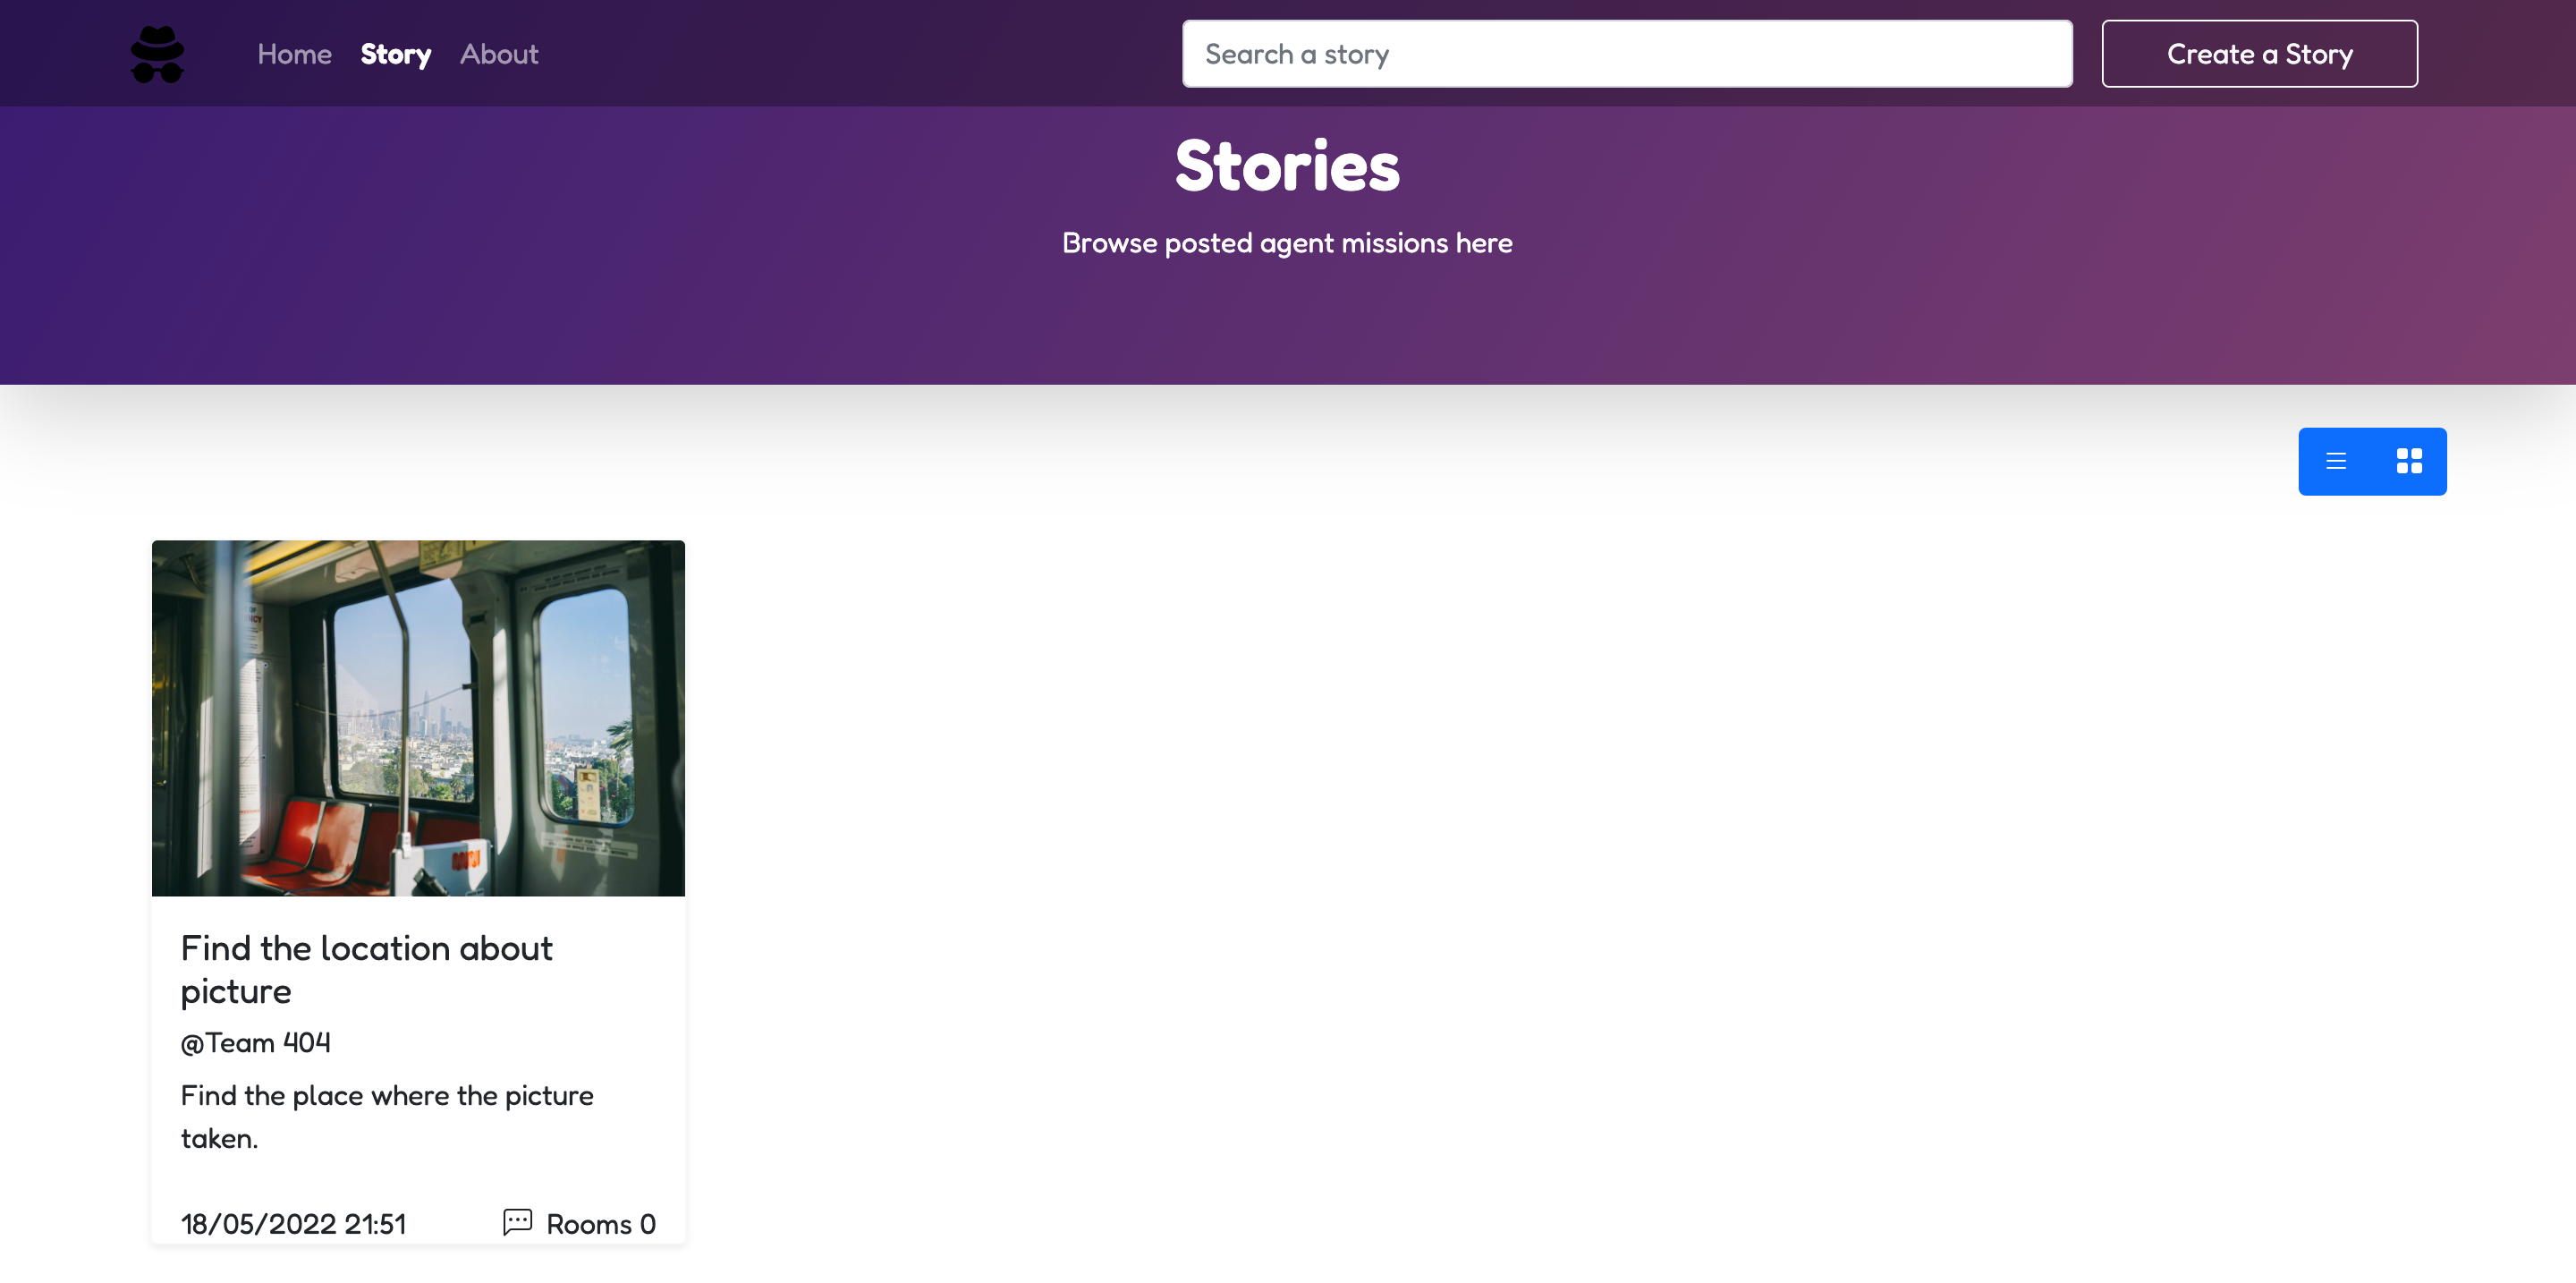 Home Story About
Search a story
Create a Story
Stories
Browse posted agent missions here
Find the location about
picture
@Team 404
Find the place where the picture
taken.
18/05/2022 21:51
Rooms 0